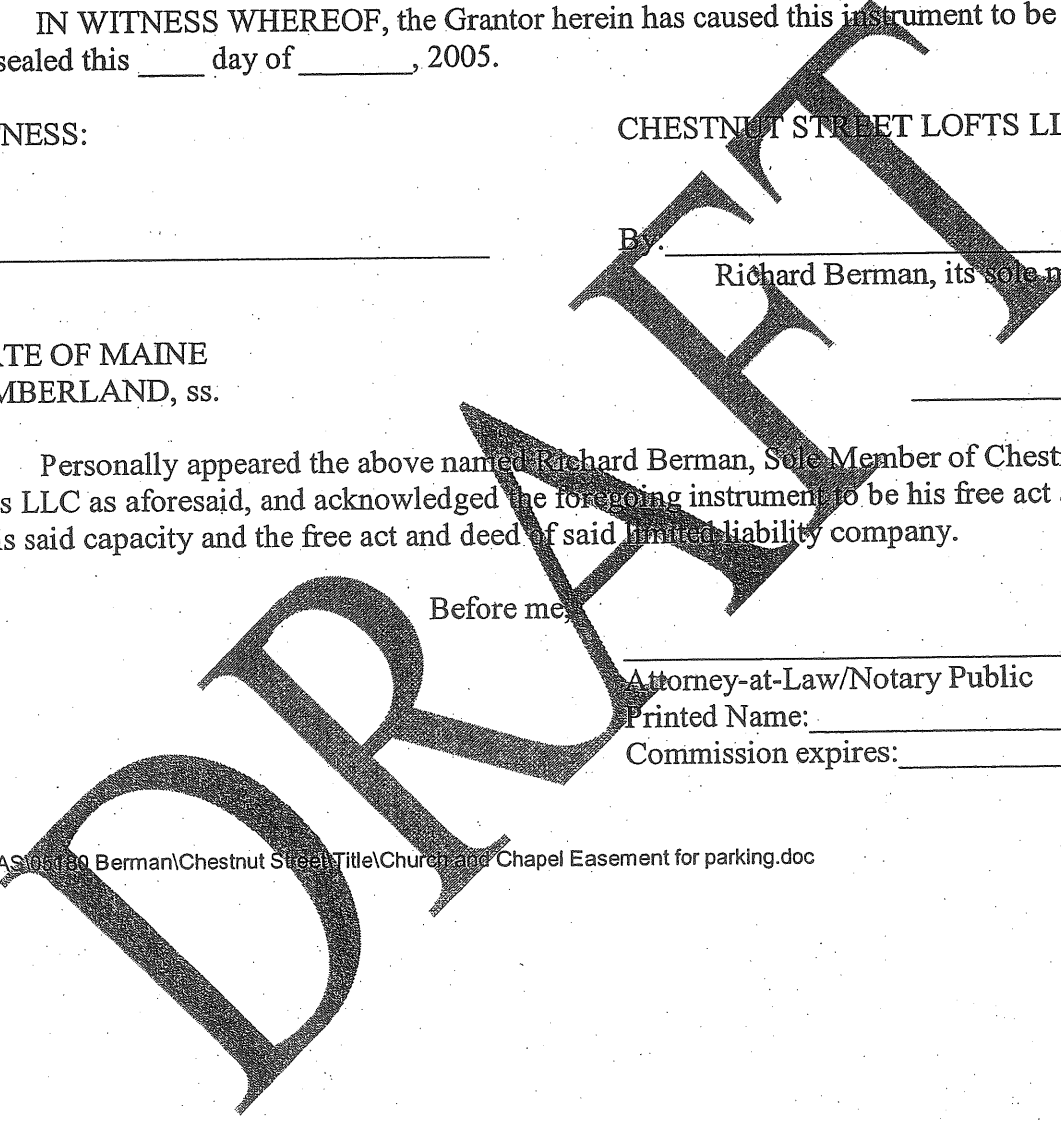 IN WITNESS WHEREOF, the Grantor herein has caused this instrument to be
sealed this ____ day of _______, 2005.
NESS:
CHESTNUT STREET LOFTS LL
By:
Richard Berman, its sole m
ATE OF MAINE
MBERLAND, ss.
Personally appeared the above named Richard Berman, Sole Member of Chest
s LLC as aforesaid, and acknowledged the foregoing instrument to be his free act
is said capacity and the free act and deed of said limited liability company.
Before me,
Attorney-at-Law/Notary Public
Printed Name:
Commission expires:
AS\05180 Berman\Chestnut Street\Title\Church and Chapel Easement for parking.doc
DRAFT